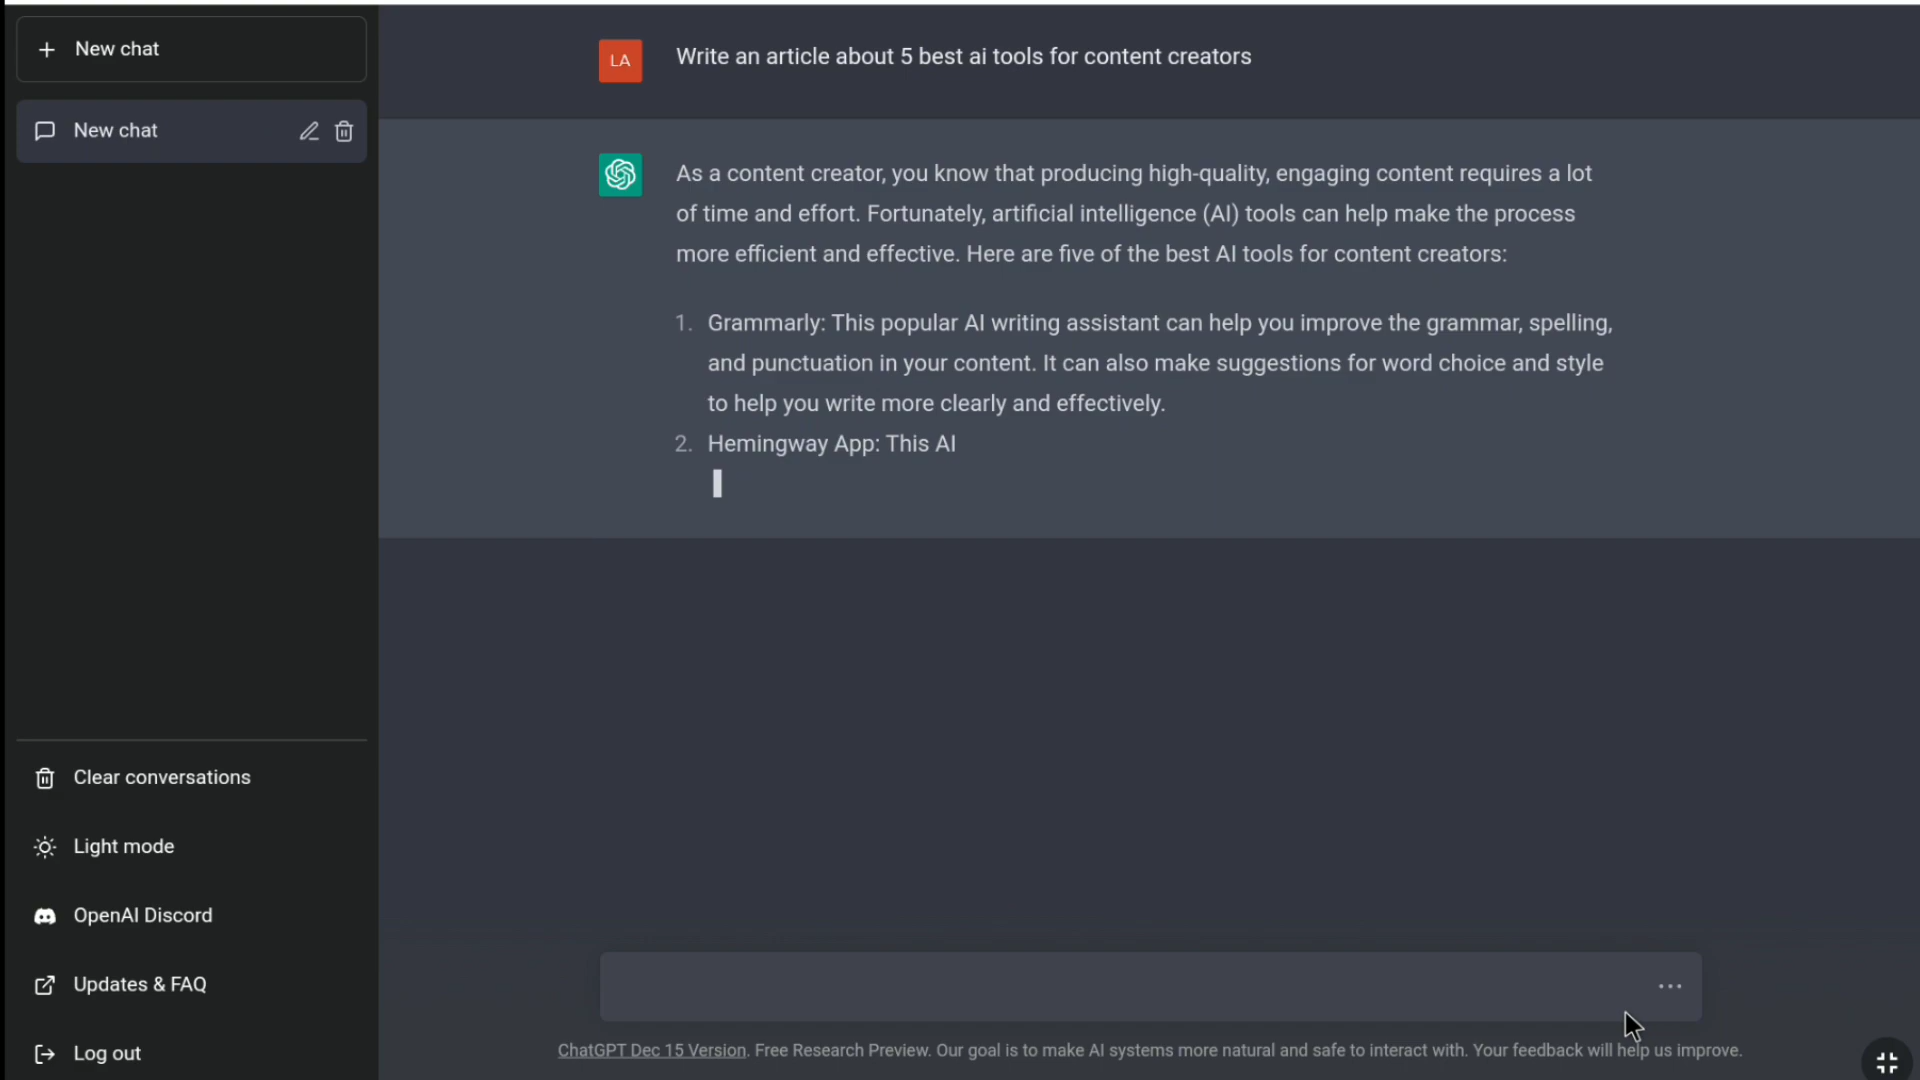 New chat
New chat
Clear conversations
Light mode
OpenAI Discord
Updates & FAQ
Log out
LA
Write an article about 5 best ai tools for content creators
As a content creator, you know that producing high-quality, engaging content requires a lot
of time and effort. Fortunately, artificial intelligence (AI) tools can help make the process
more efficient and effective. Here are five of the best AI tools for content creators:
1. Grammarly: This popular AI writing assistant can help you improve the grammar, spelling,
and punctuation in your content. It can also make suggestions for word choice and style
to help you write more clearly and effectively.
2. Hemingway App: This AI
ChatGPT Dec 15 Version. Free Research Preview. Our goal is to make AI systems more natural and safe to interact with. Your feedback will help us improve.